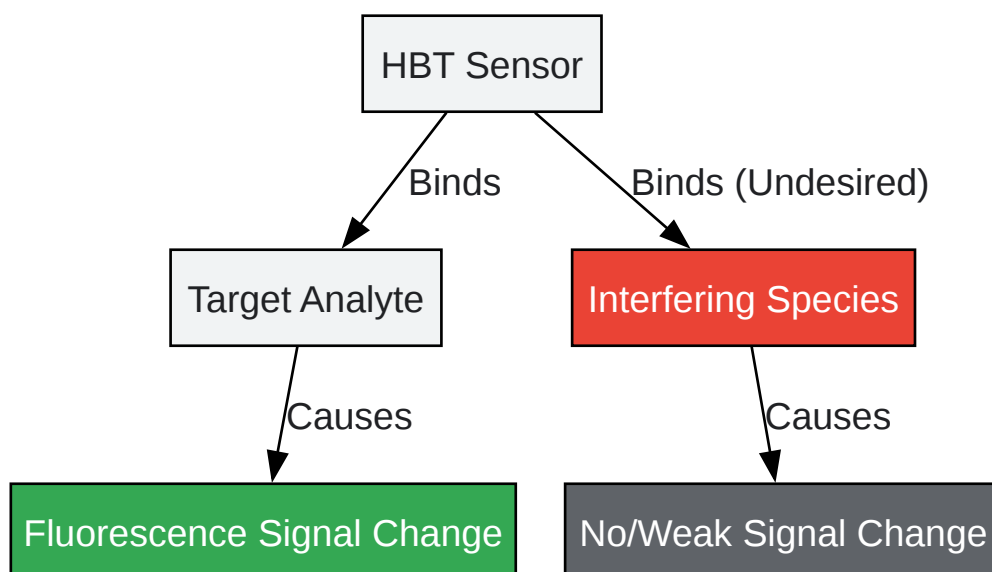 HBT Sensor
Binds
Binds (Undesired)
Target Analyte
Interfering Species
Causes
Causes
Fluorescence Signal Change
No/Weak Signal Change